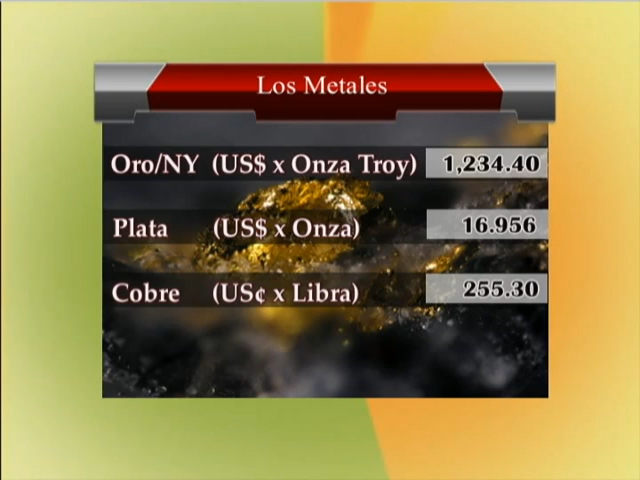 Los Metales
Oro/NY (US$ x Onza Troy) 1,234.40
Plata (US$ x Onza) 16.956
Cobre (US¢ x Libra) 255.30